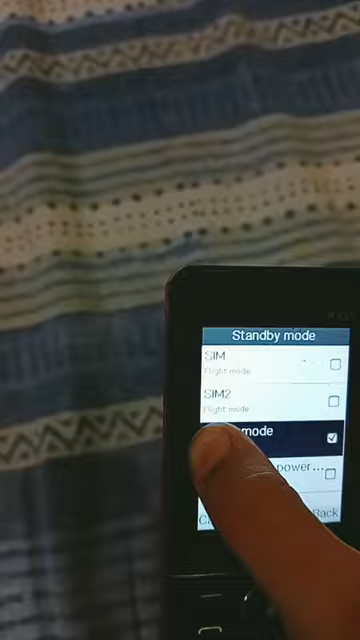 Standby mode
SIM
Flight mode
SIM2
Flight mode
mode
power...
Back